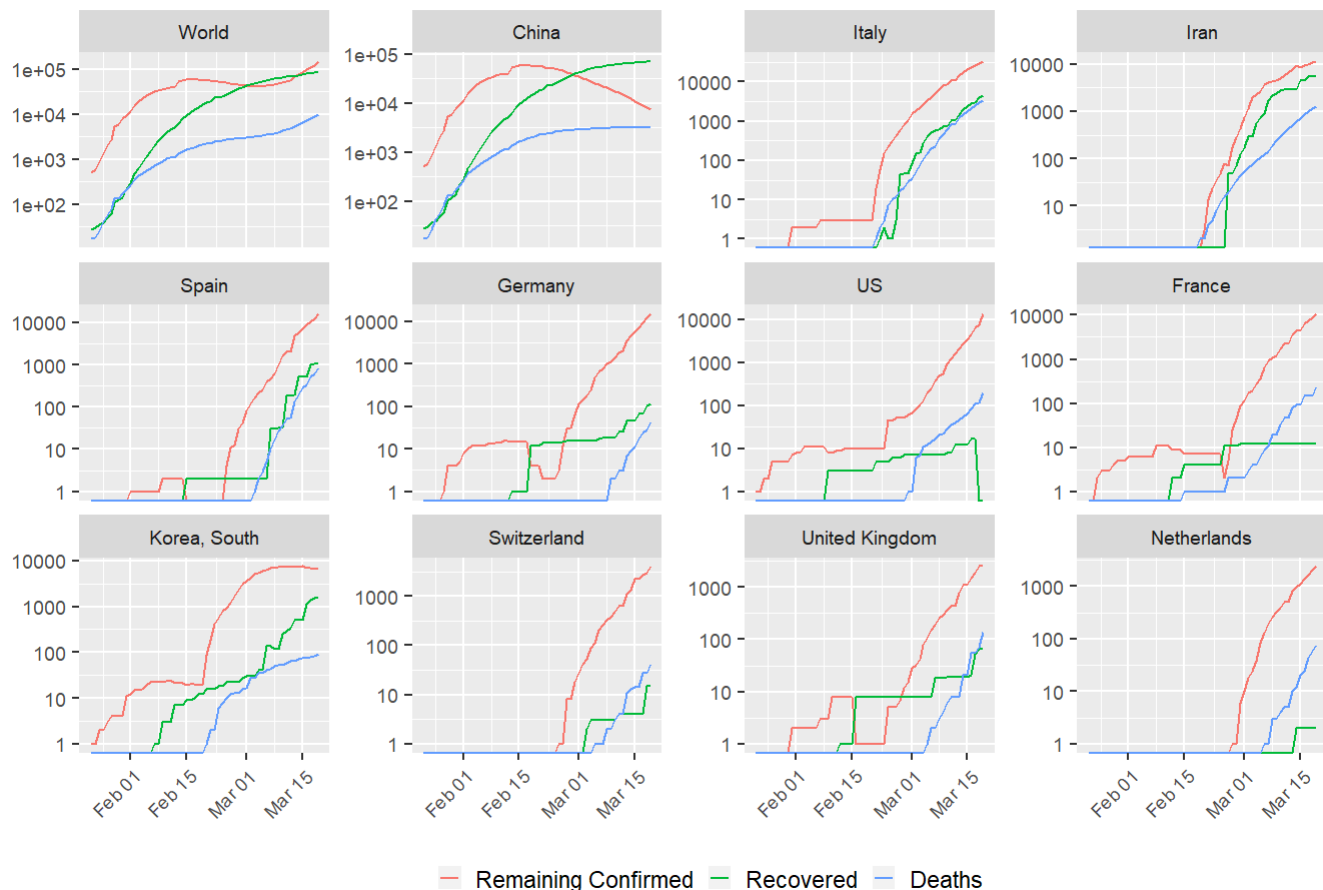 World China Italy Iran
1e+05 1e+05 10000 10000
1e+04 1e+04 1000 1000
1e+03 1e+03 100 100
1e+02 1e+02 10 10
1
Spain Germany US France
10000 10000 10000 10000
1000 1000 1000 1000
100 100 100 100
10 10 10 10
1 1 1 1
Korea, South Switzerland United Kingdom Netherlands
10000
1000 1000 1000 1000
100 100 100 100
10 10 10 10
1 1 1 1
Feb 01 Feb 15 Mar 01 Mar 15 Feb 01 Feb 15 Mar 01 Mar 15 Feb 01 Feb 15 Mar 01 Mar 15 Feb 01 Feb 15 Mar 01 Mar 15
Remaining Confirmed Recovered Deaths